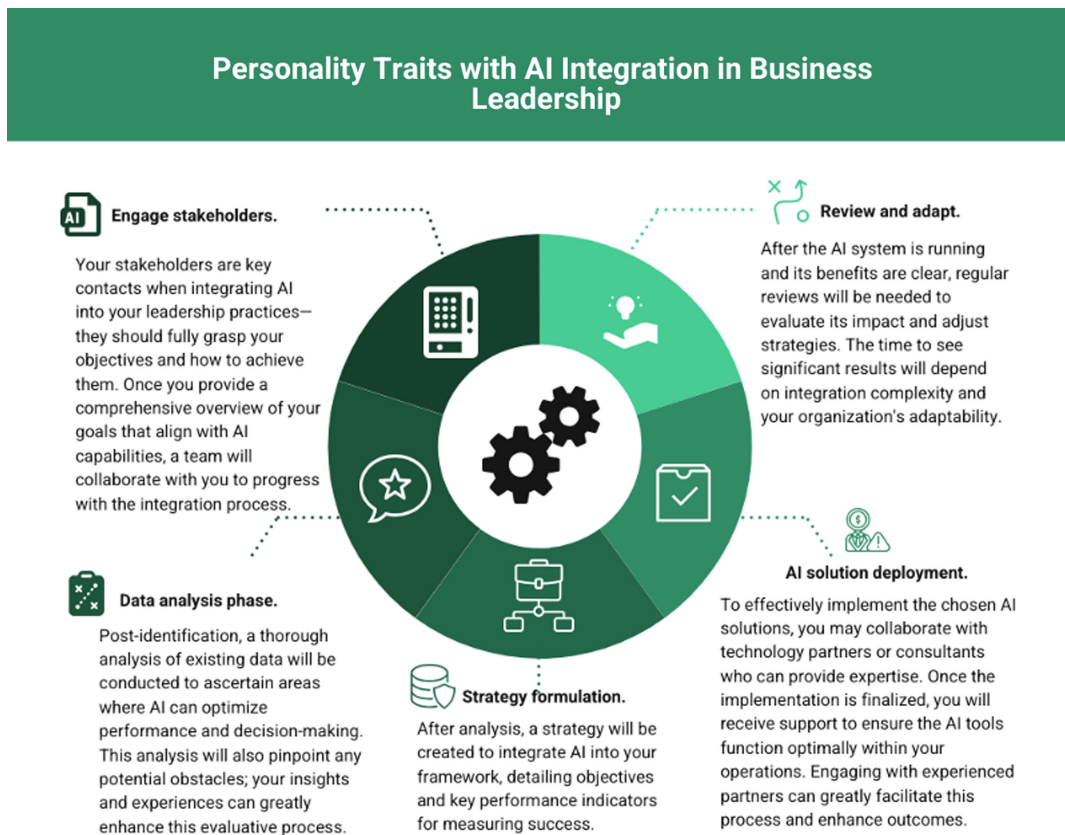 Personality Traits with AI Integration in Business
Leadership
AI
Engage stakeholders.
Your stakeholders are key
contacts when integrating AI
into your leadership practices—
they should fully grasp your
objectives and how to achieve
them. Once you provide a
comprehensive overview of your
goals that align with AI
capabilities, a team will
collaborate with you to progress
with the integration process.
Data analysis phase.
Post-identification, a thorough
analysis of existing data will be
conducted to ascertain areas
where AI can optimize
performance and decision-making.
This analysis will also pinpoint any
potential obstacles; your insights
and experiences can greatly
enhance this evaluative process.
Strategy formulation.
After analysis, a strategy will be
created to integrate AI into your
framework, detailing objectives
and key performance indicators
for measuring success.
$
AI solution deployment.
To effectively implement the chosen AI
solutions, you may collaborate with
technology partners or consultants
who can provide expertise. Once the
implementation is finalized, you will
receive support to ensure the AI tools
function optimally within your
operations. Engaging with experienced
partners can greatly facilitate this
process and enhance outcomes.
Review and adapt.
After the AI system is running
and its benefits are clear, regular
reviews will be needed to
evaluate its impact and adjust
strategies. The time to see
significant results will depend
on integration complexity and
your organization's adaptability.